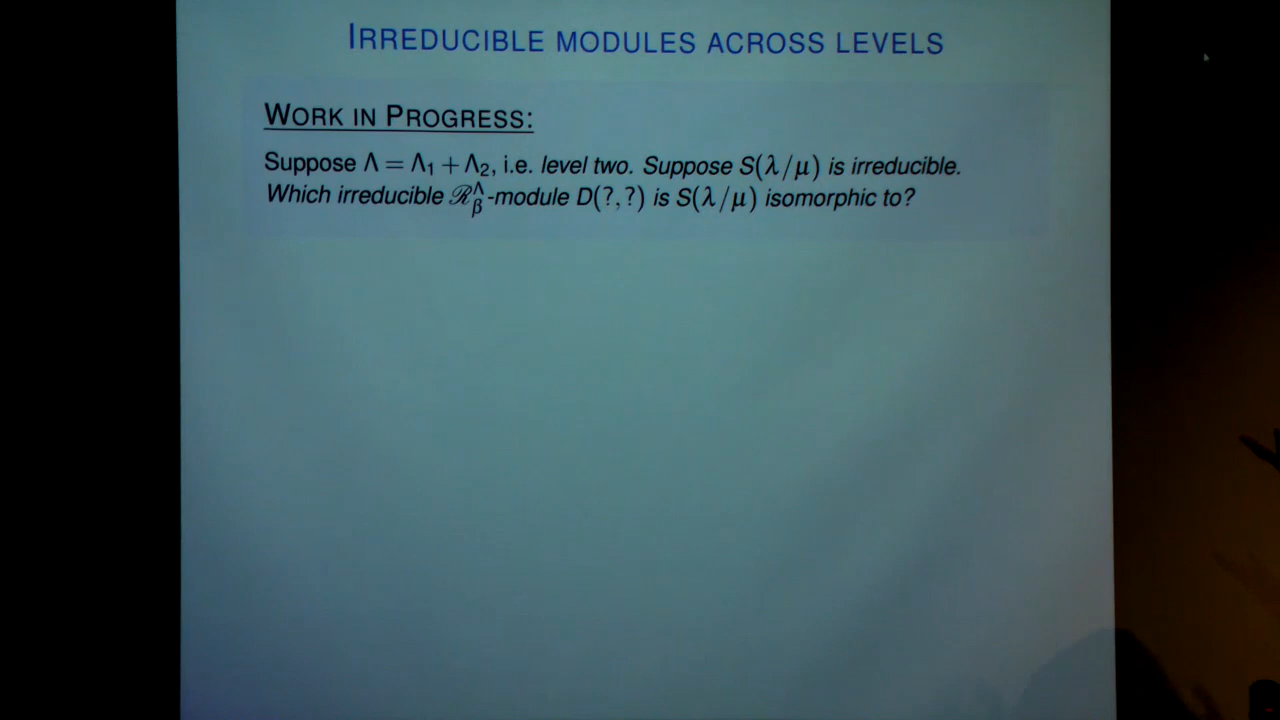 IRREDUCIBLE MODULES ACROSS LEVELS
WORK IN PROGRESS:
Suppose Λ = Λ₁ + Λ₂, i.e. level two. Suppose S(λ/μ) is irreducible.
Which irreducible ℛ_β^Λ-module D(?,?) is S(λ/μ) isomorphic to?